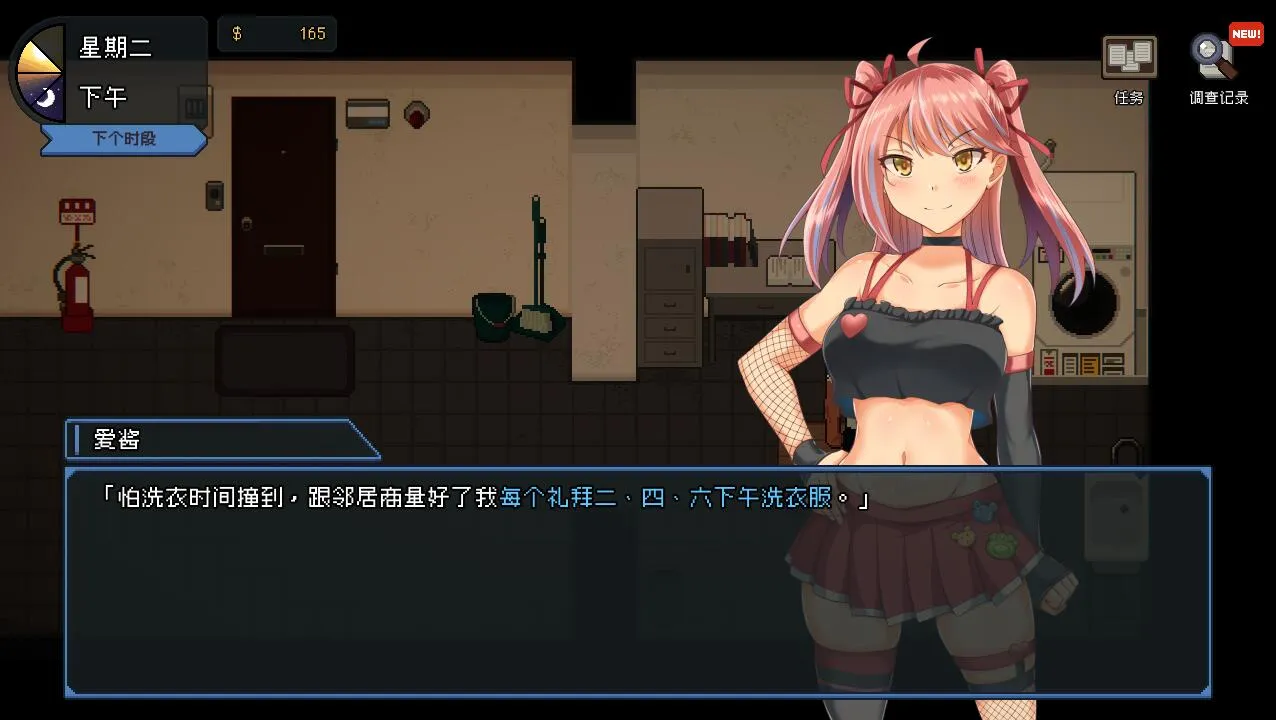 星期二
$ 165
下午
下个时段
NEW!
任务
调查记录
爱酱
「怕洗衣时间撞到，跟邻居商量好了我每个礼拜二、四、六下午洗衣服。」